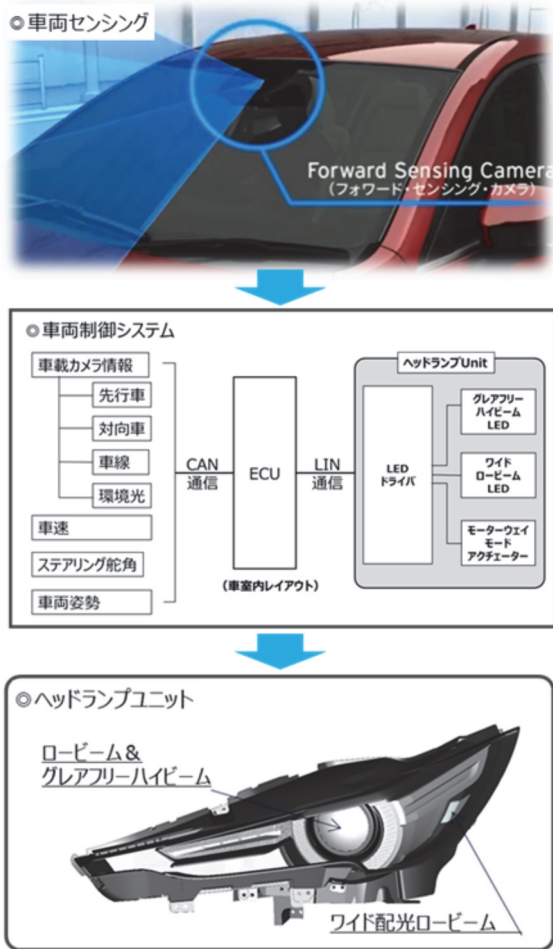 ◎車両センシング
Forward Sensing Camera
(フォワード・センシング・カメラ)
◎車両制御システム
車載カメラ情報
先行車
対向車
車線
環境光
車速
ステアリング舵角
車両姿勢
CAN
通信
ECU
(車室内レイアウト)
LIN
通信
ヘッドランプUnit
LED
ドライバ
グレアフリー
ハイビーム
LED
ワイド
ロービーム
LED
モーターウェイ
モード
アクチェーター
◎ヘッドランプユニット
ロービーム&
グレアフリーハイビーム
ワイド配光ロービーム